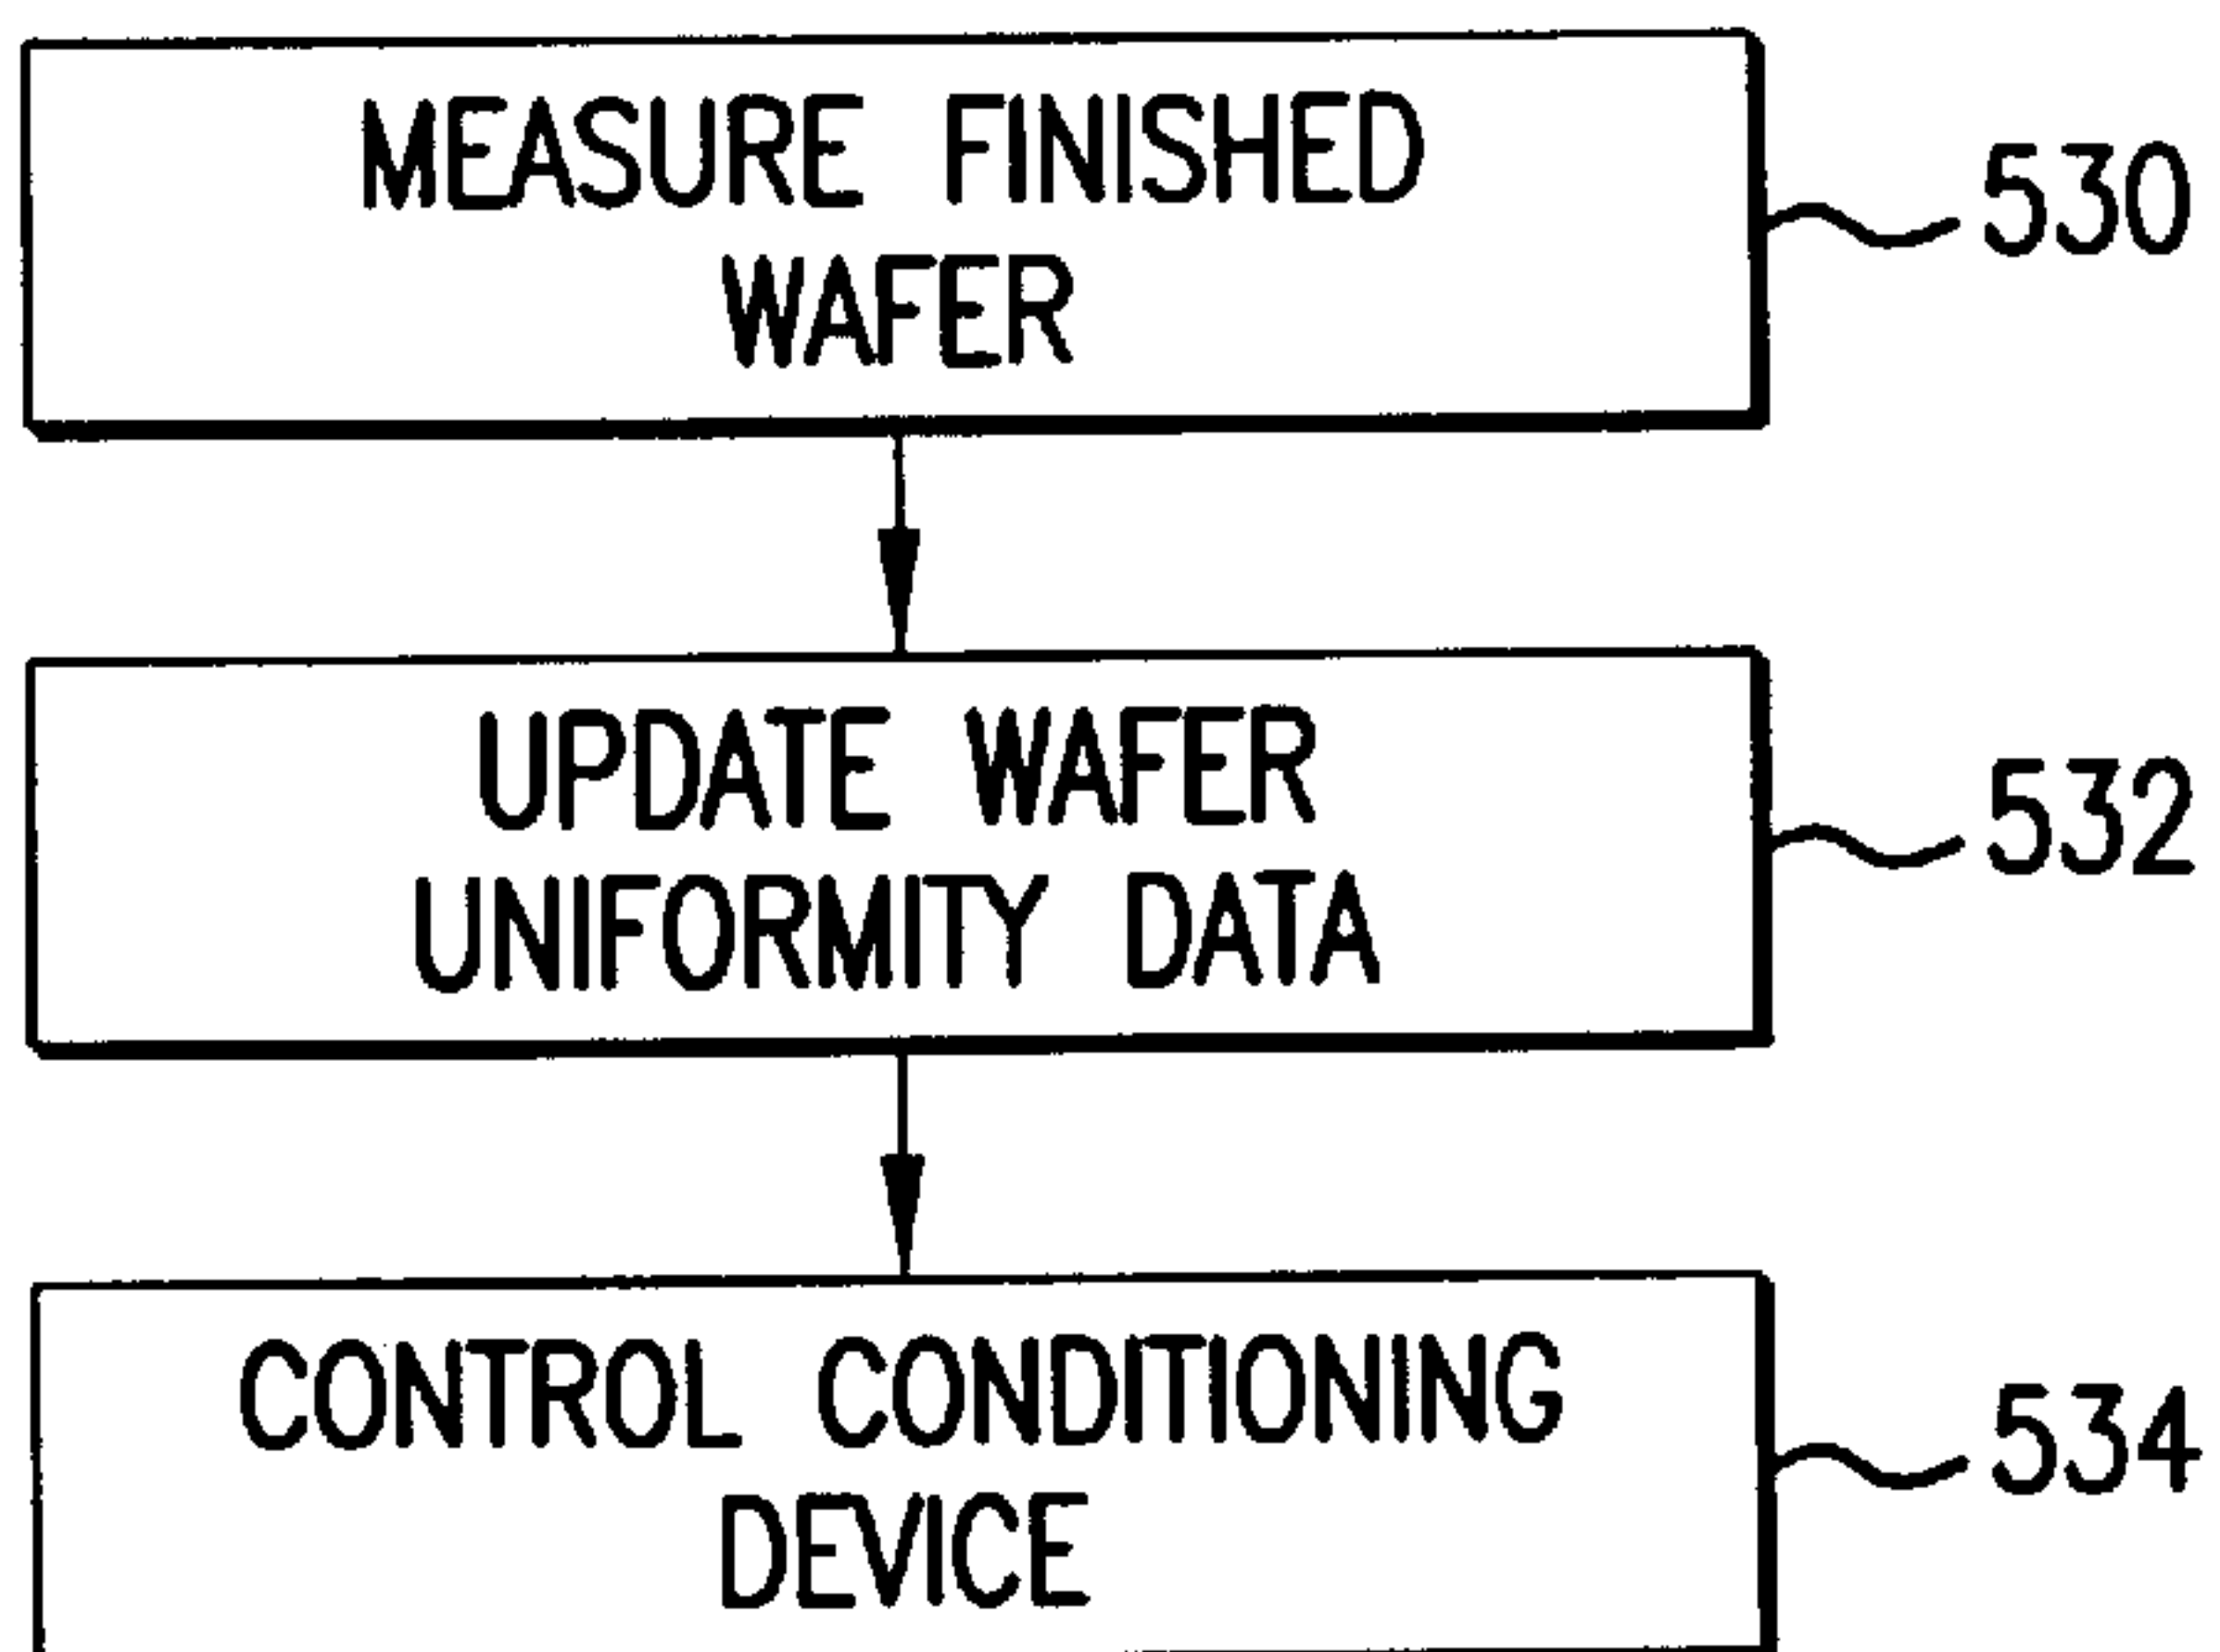 MEASURE FINISHED
WAFER
530
UPDATE WAFER
UNIFORMITY DATA
532
CONTROL CONDITIONING
DEVICE
534